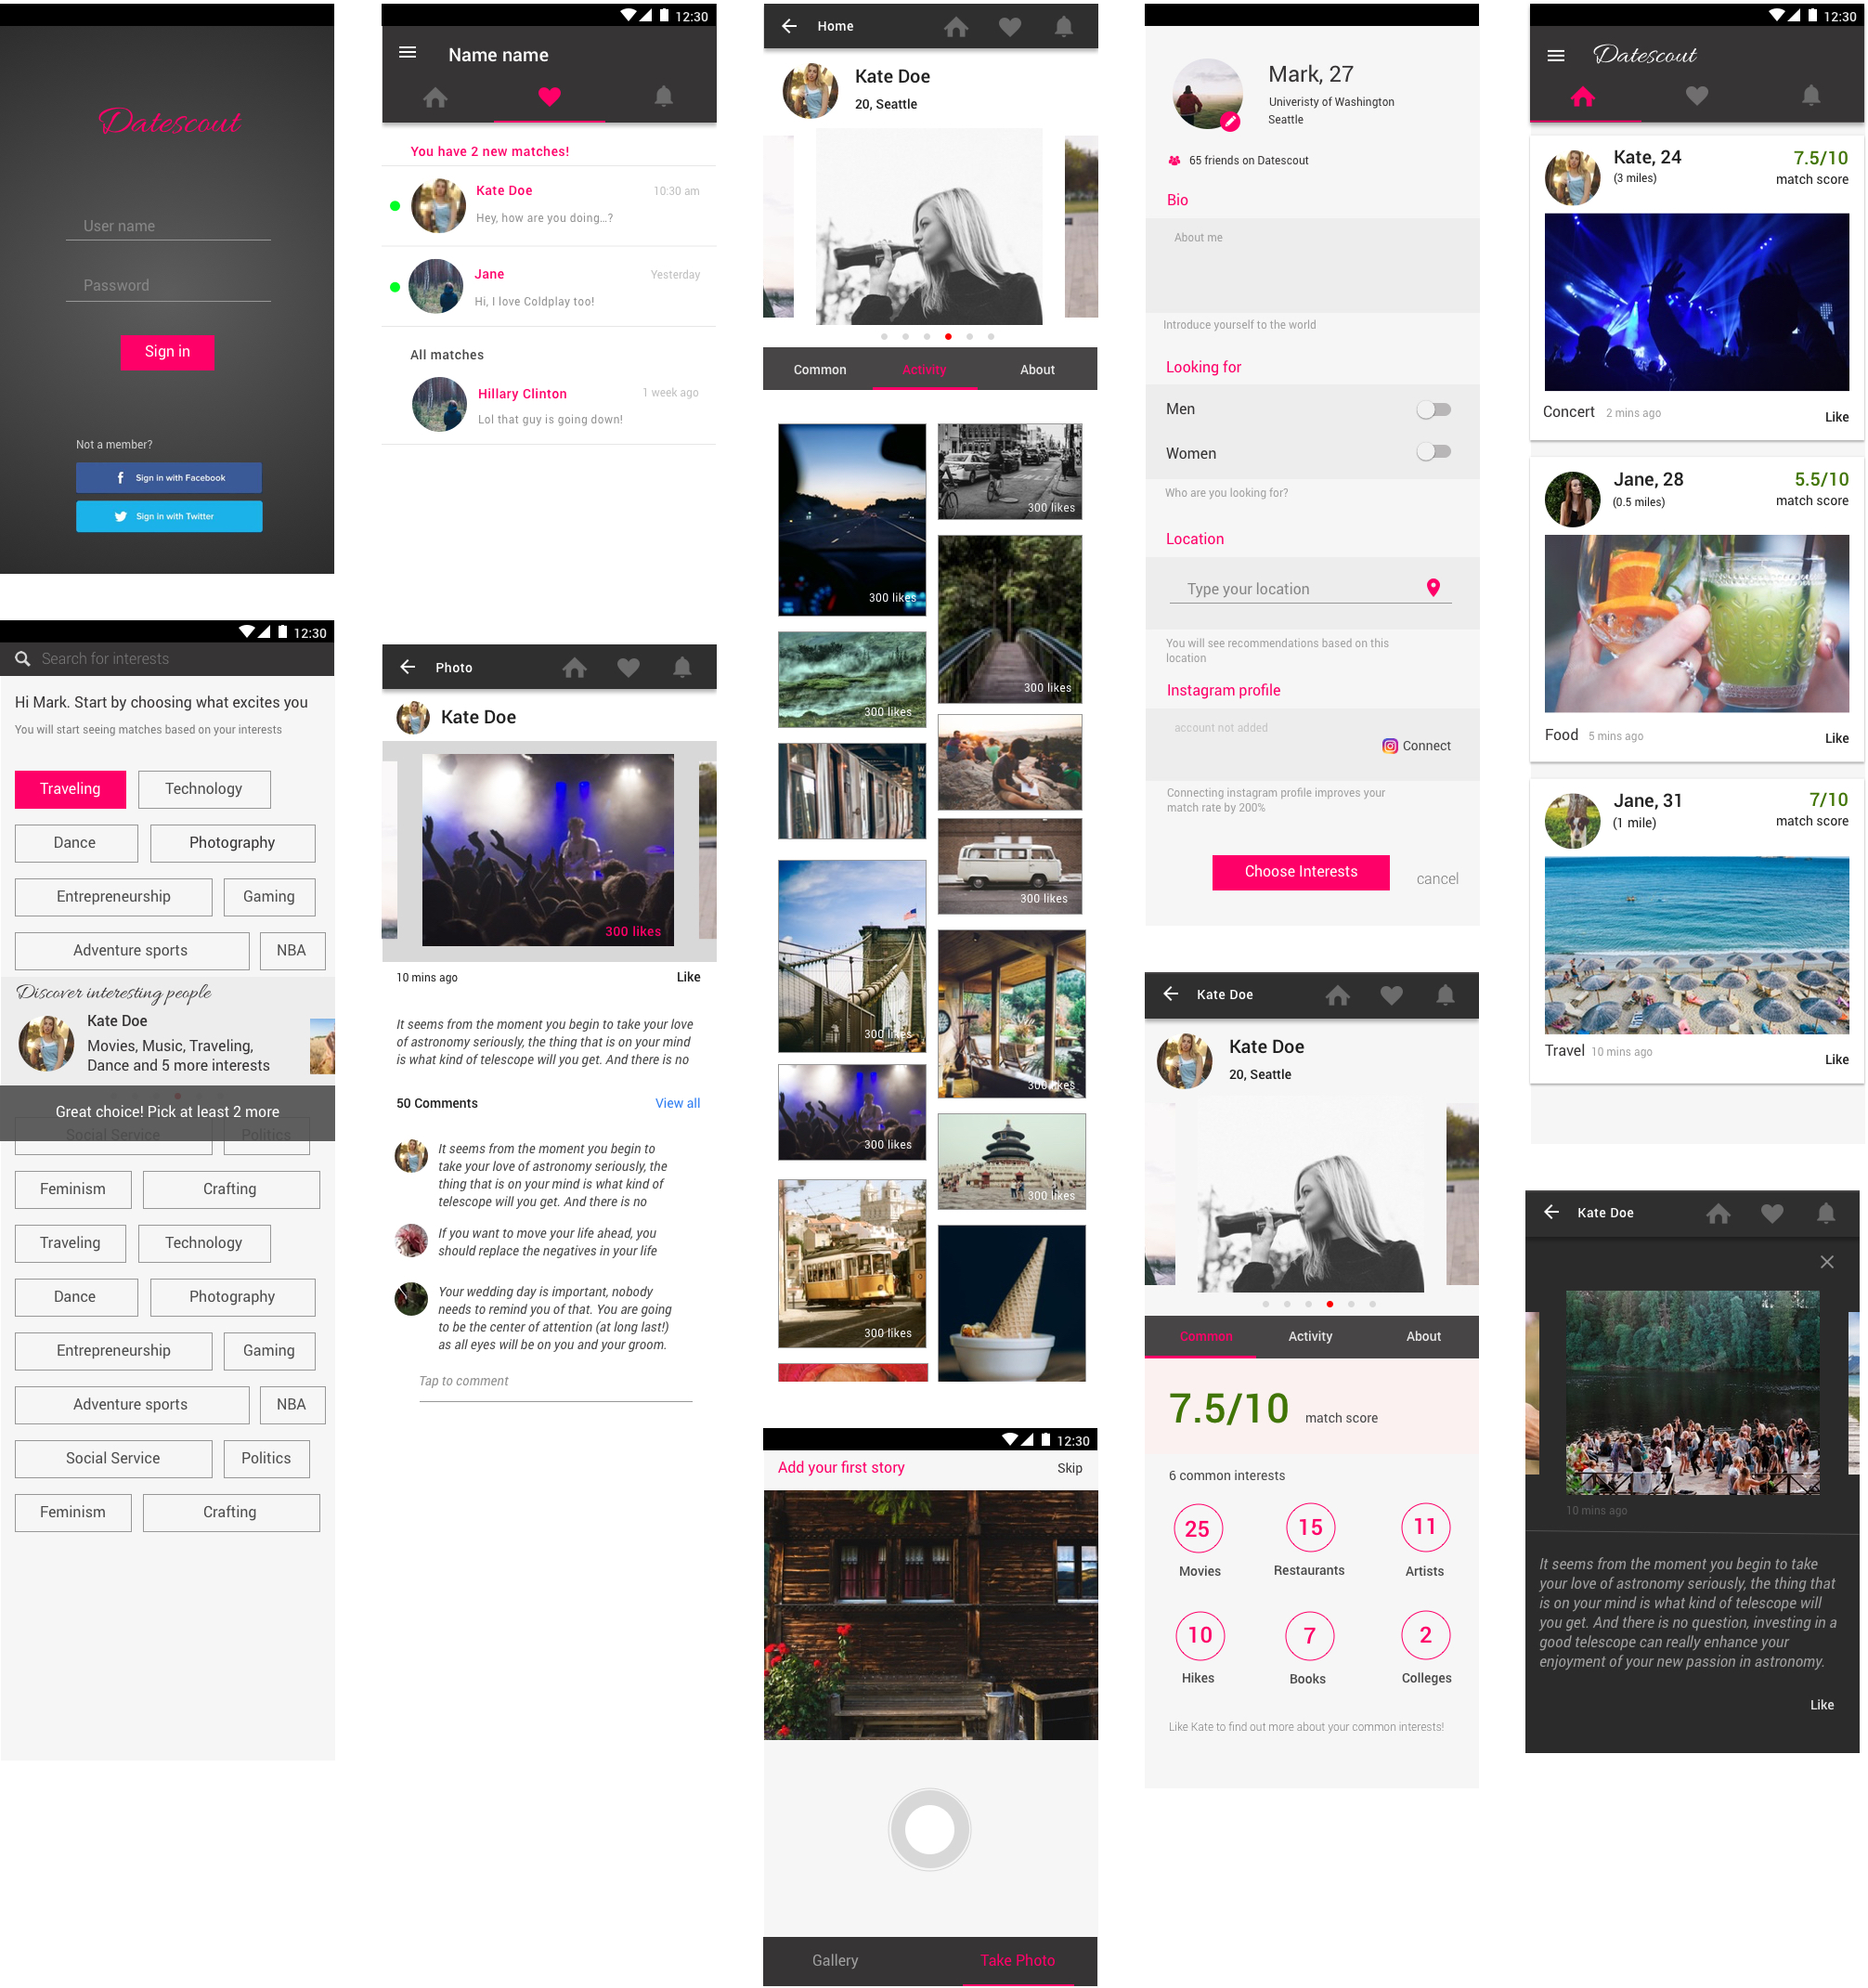 Datescout
User name
Password
Sign in
Not a member?
Sign in with Facebook
Sign in with Twitter
12:30
Search for interests
Hi Mark. Start by choosing what excites you
You will start seeing matches based on your interests
Traveling
Technology
Dance
Photography
Entrepreneurship
Gaming
Adventure sports
NBA
Discover interesting people
Kate Doe
Movies, Music, Traveling,
Dance and 5 more interests
Great choice! Pick at least 2 more
Social Service
Politics
Feminism
Crafting
Traveling
Technology
Dance
Photography
Entrepreneurship
Gaming
Adventure sports
NBA
Social Service
Politics
Feminism
Crafting
12:30
Name name
You have 2 new matches!
Kate Doe
10:30 am
Hey, how are you doing...?
Jane
Yesterday
Hi, I love Coldplay too!
All matches
Hillary Clinton
1 week ago
Lol that guy is going down!
Photo
Kate Doe
300 likes
10 mins ago
Like
It seems from the moment you begin to take your love
of astronomy seriously, the thing that is on your mind
is what kind of telescope will you get. And there is no
50 Comments
View all
It seems from the moment you begin to
take your love of astronomy seriously, the
thing that is on your mind is what kind of
telescope will you get. And there is no
If you want to move your life ahead, you
should replace the negatives in your life
Your wedding day is important, nobody
needs to remind you of that. You are going
to be the center of attention (at long last!)
as all eyes will be on you and your groom.
Tap to comment
Home
Kate Doe
20, Seattle
Common
Activity
About
300 likes
300 likes
300 likes
300 likes
300 likes
300 likes
300 likes
300 likes
300 likes
300 likes
12:30
Add your first story
Skip
Gallery
Take Photo
Mark, 27
Univeristy of Washington
Seattle
65 friends on Datescout
Bio
About me
Introduce yourself to the world
Looking for
Men
Women
Who are you looking for?
Location
Type your location
You will see recommendations based on this
location
Instagram profile
account not added
Connect
Connecting instagram profile improves your
match rate by 200%
Choose Interests
cancel
Kate Doe
Kate Doe
20, Seattle
Common
Activity
About
7.5/10
match score
6 common interests
25
15
11
Movies
Restaurants
Artists
10
7
2
Hikes
Books
Colleges
Like Kate to find out more about your common interests!
12:30
Datescout
Kate, 24
7.5/10
(3 miles)
match score
Concert
2 mins ago
Like
Jane, 28
5.5/10
(0.5 miles)
match score
Food
5 mins ago
Like
Jane, 31
7/10
(1 mile)
match score
Travel
10 mins ago
Like
Kate Doe
10 mins ago
It seems from the moment you begin to take
your love of astronomy seriously, the thing that
is on your mind is what kind of telescope will
you get. And there is no question, investing in a
good telescope can really enhance your
enjoyment of your new passion in astronomy.
Like